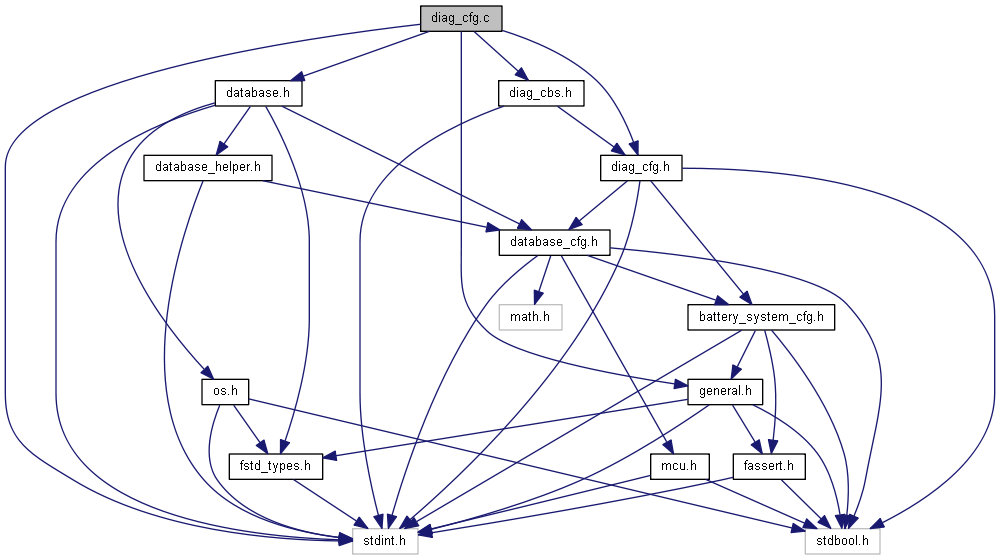 diag_cfg.c
database.h
diag_cbs.h
database_helper.h
diag_cfg.h
database_cfg.h
math.h
battery_system_cfg.h
os.h
general.h
fstd_types.h
mcu.h
fassert.h
stdint.h
stdbool.h